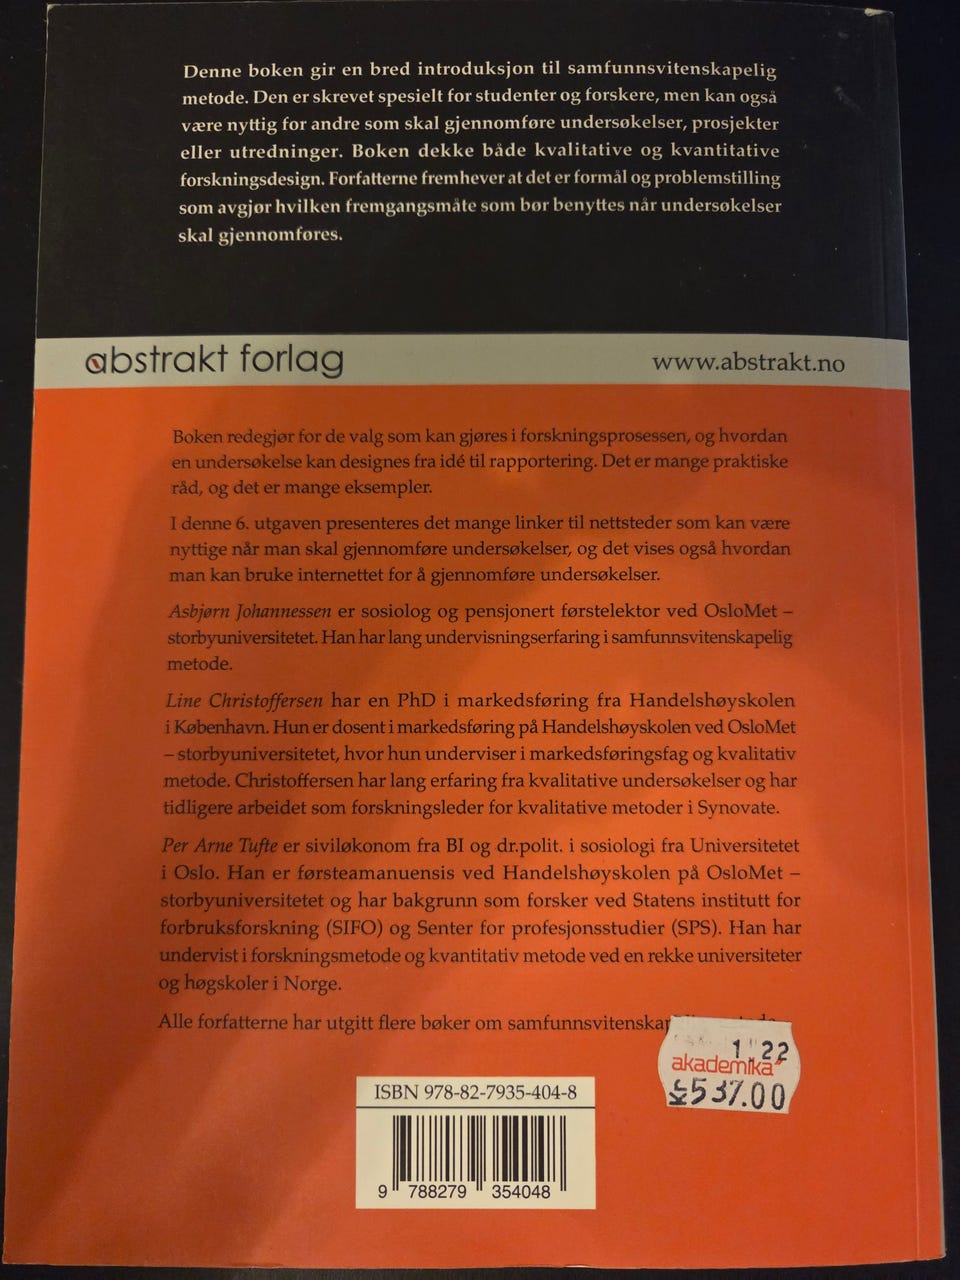 Denne boken gir en bred introduksjon til samfunnsvitenskapelig
metode. Den er skrevet spesielt for studenter og forskere, men kan også
være nyttig for andre som skal gjennomføre undersøkelser, prosjekter
eller utredninger. Boken dekke både kvalitative og kvantitative
forskningsdesign. Forfatterne fremhever at det er formål og problemstilling
som avgjør hvilken fremgangsmåte som bør benyttes når undersøkelser
skal gjennomføres.
abstrakt forlag
www.abstrakt.no
Boken redegjør for de valg som kan gjøres i forskningsprosessen, og hvordan
en undersøkelse kan designes fra idé til rapportering. Det er mange praktiske
råd, og det er mange eksempler.
I denne 6. utgaven presenteres det mange linker til nettsteder som kan være
nyttige når man skal gjennomføre undersøkelser, og det vises også hvordan
man kan bruke internettet for å gjennomføre undersøkelser.
Asbjørn Johannessen er sosiolog og pensjonert førstelektor ved OsloMet –
storbyuniversitetet. Han har lang undervisningserfaring i samfunnsvitenskapelig
metode.
Line Christoffersen har en PhD i markedsføring fra Handelshøyskolen
i København. Hun er dosent i markedsføring på Handelshøyskolen ved OsloMet
– storbyuniversitetet, hvor hun underviser i markedsføringsfag og kvalitativ
metode. Christoffersen har lang erfaring fra kvalitative undersøkelser og har
tidligere arbeidet som forskningsleder for kvalitative metoder i Synovate.
Per Arne Tufte er siviløkonom fra BI og dr.polit. i sosiologi fra Universitetet
i Oslo. Han er førsteamanuensis ved Handelshøyskolen på OsloMet –
storbyuniversitetet og har bakgrunn som forsker ved Statens institutt for
forbruksforskning (SIFO) og Senter for profesjonsstudier (SPS). Han har
undervist i forskningsmetode og kvantitativ metode ved en rekke universiteter
og høgskoler i Norge.
Alle forfatterne har utgitt flere bøker om
1 22
akademika
Kr 537.00
ISBN 978-82-7935-404-8
9 788279 354048